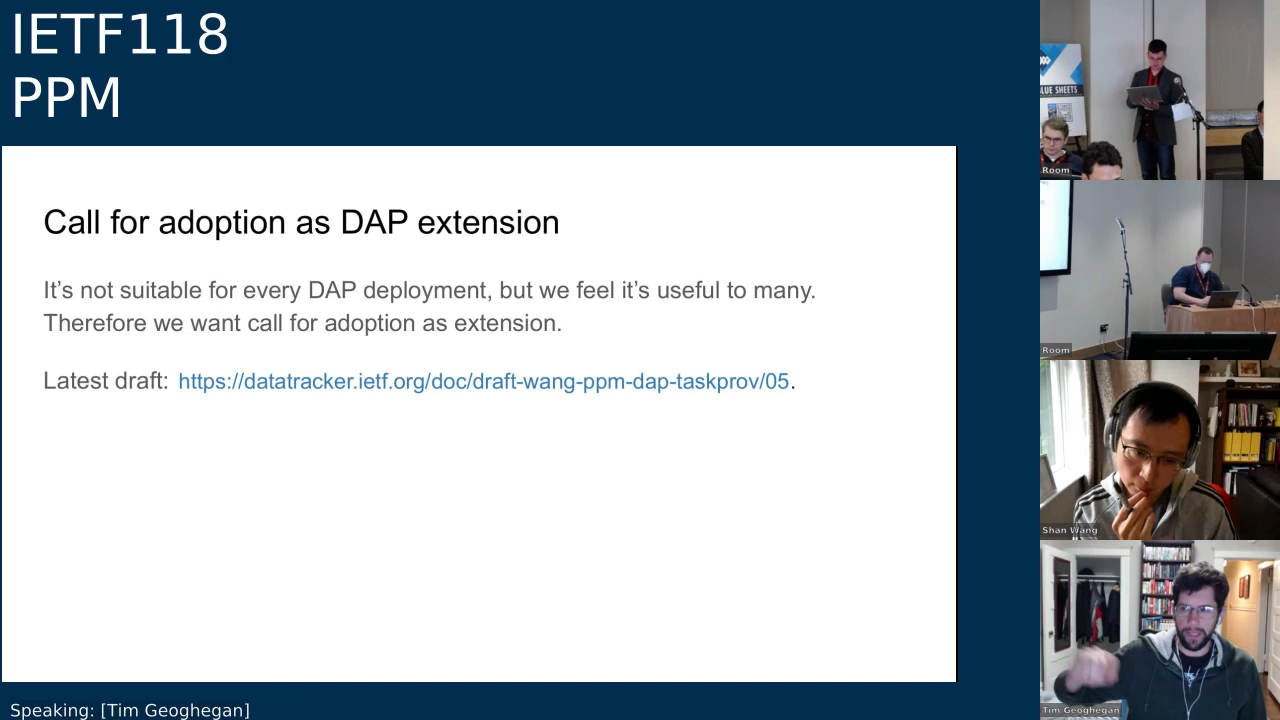 IETF118
PPM
Call for adoption as DAP extension
It's not suitable for every DAP deployment, but we feel it's useful to many.
Therefore we want call for adoption as extension.
Latest draft: https://datatracker.ietf.org/doc/draft-wang-ppm-dap-taskprov/05.
Speaking: [Tim Geoghegan]
BLUE SHEETS
Room
Room
Shan Wang
Tim Geoghegan